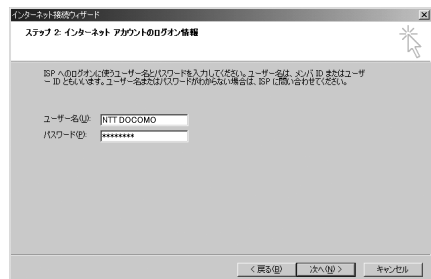 インターネット接続ウィザード
ステップ 2: インターネット アカウントのログオン情報
ISP へのログオンに使うユーザー名とパスワードを入力してください。ユーザー名は、メンバ ID またはユーザ
ー ID ともいいます。ユーザー名またはパスワードがわからない場合は、ISP に問い合わせてください。
ユーザー名(U): NTT DOCOMO
パスワード(P): ********
< 戻る(B) 次へ(N) > キャンセル